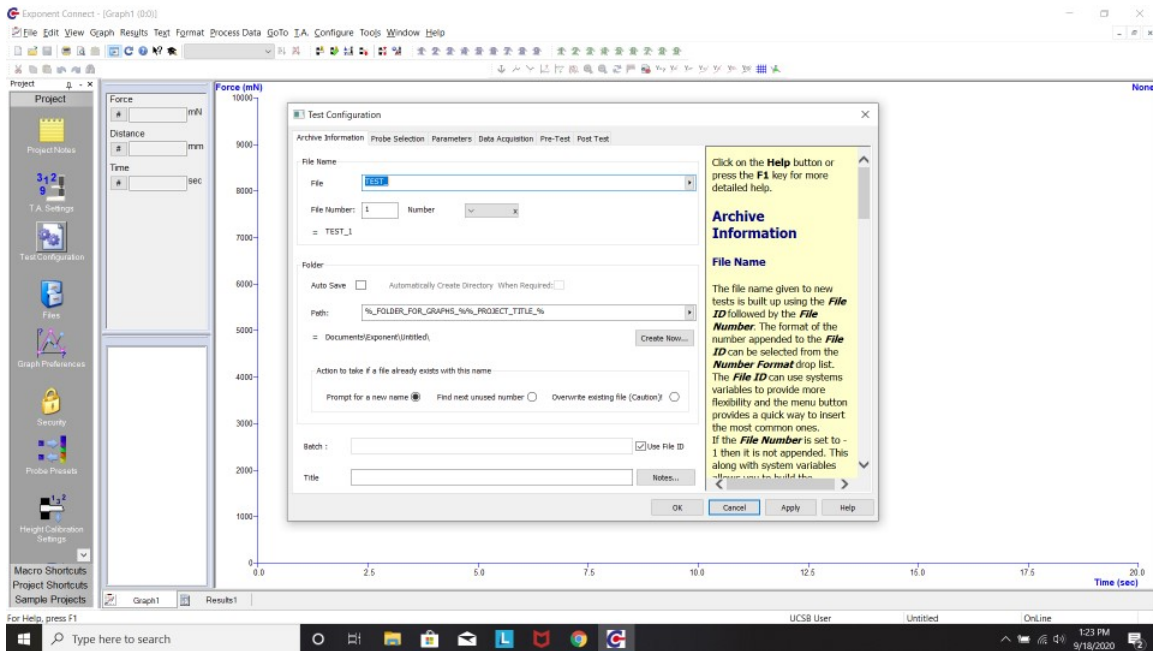 Exponent Connect - [Graph1 (0:0)]
File Edit View Graph Results Text Format Process Data GoTo T.A. Configure Tools Window Help
Project
Project
Project Notes
T.A. Settings
Test Configuration
Files
Graph Preferences
Security
Probe Presets
Height Calibration
Settings
Macro Shortcuts
Project Shortcuts
Sample Projects
Force
# mN
Distance
# mm
Time
# sec
Force (mN)
None
10000
9000
8000
7000
6000
5000
4000
3000
2000
1000
0
0.0 2.5 5.0 7.5 10.0 12.5 15.0 17.5 20.0
Time (sec)
Test Configuration
Archive Information Probe Selection Parameters Data Acquisition Pre-Test Post Test
File Name
File TEST_
File Number: 1 Number
= TEST_1
Folder
Auto Save Automatically Create Directory When Required:
Path: %_FOLDER_FOR_GRAPHS_%%_PROJECT_TITLE_%
= Documents\Exponent\Untitled\ Create Now...
Action to take if a file already exists with this name
Prompt for a new name Find next unused number Overwrite existing file (Caution)!
Batch : Use File ID
Title Notes...
Click on the Help button or
press the F1 key for more
detailed help.
Archive
Information
File Name
The file name given to new
tests is built up using the File
ID followed by the File
Number. The format of the
number appended to the File
ID can be selected from the
Number Format drop list.
The File ID can use systems
variables to provide more
flexibility and the menu button
provides a quick way to insert
the most common ones.
If the File Number is set to -
1 then it is not appended. This
along with system variables
allows you to build the
OK Cancel Apply Help
Graph1 Results1
For Help, press F1 UCSB User Untitled OnLine
Type here to search
1:23 PM
9/18/2020